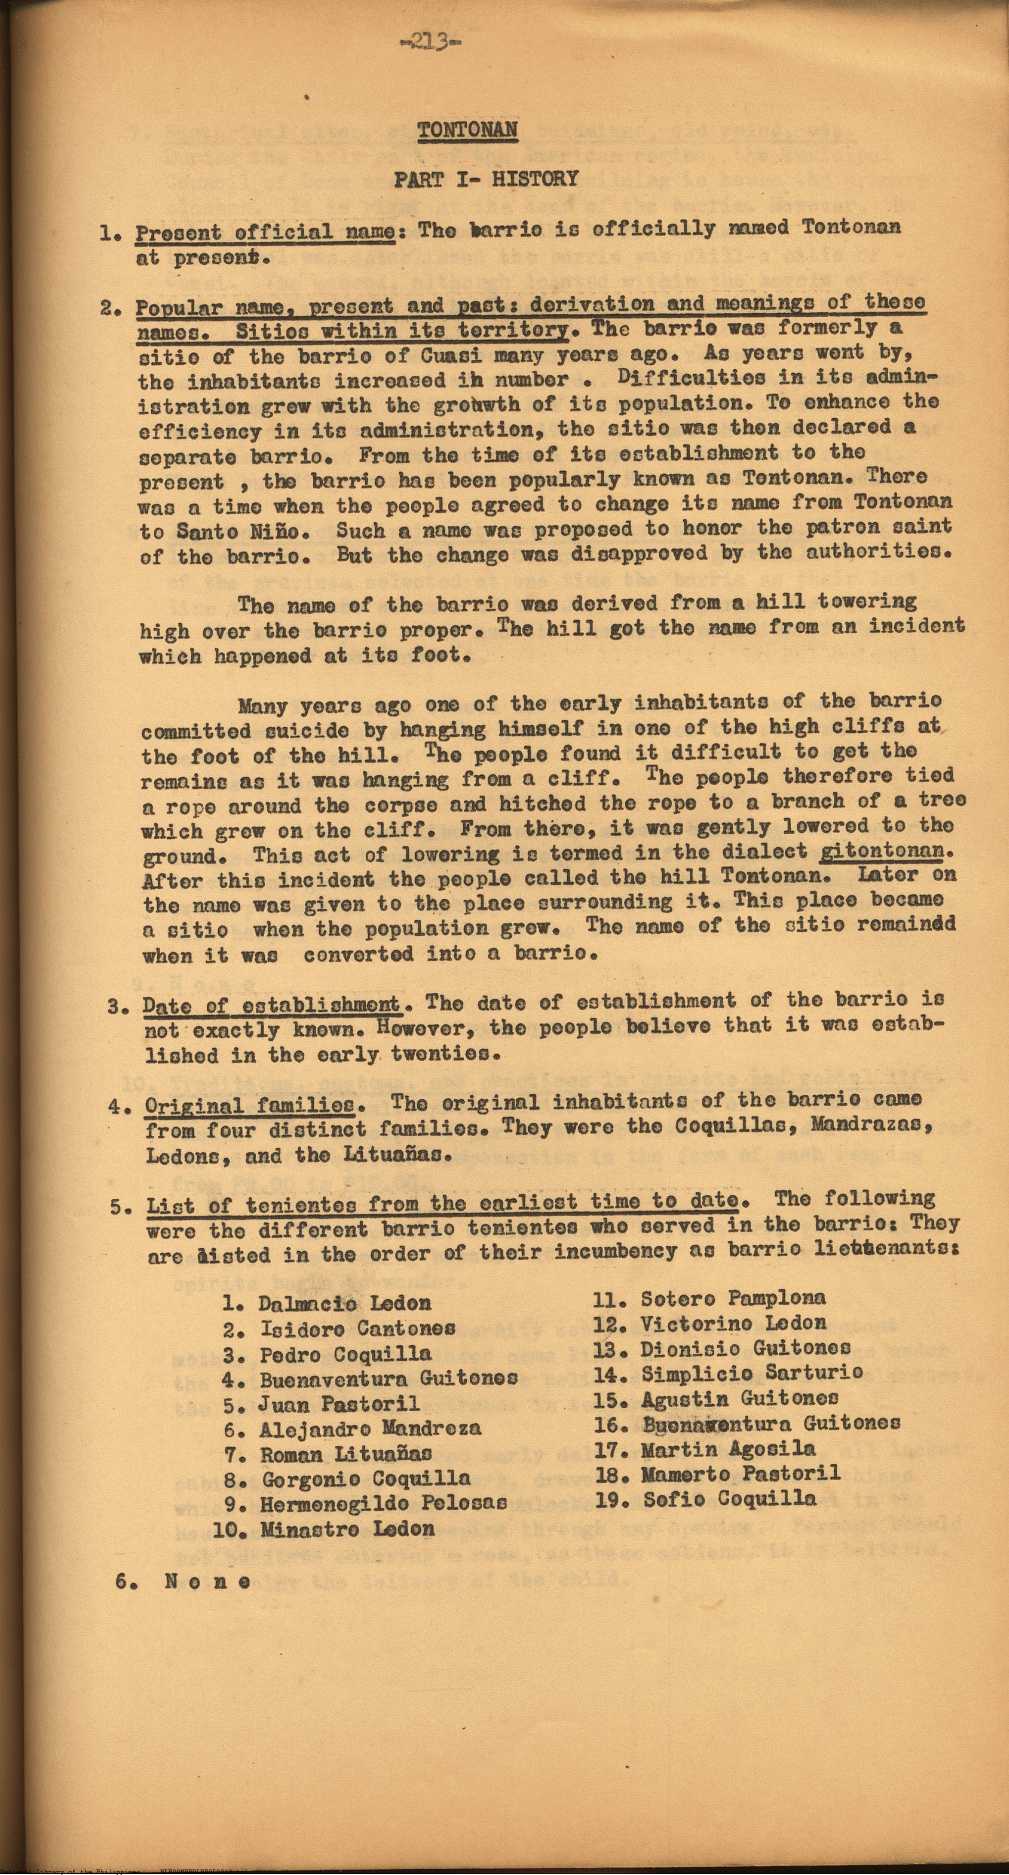 -213-
TONTONAN
PART I- HISTORY
1. Present official name: The barrio is officially named Tontonan
at present.
2. Popular name, present and past: derivation and meanings of these
names. Sitios within its territory. The barrio was formerly a
sitio of the barrio of Cuasi many years ago. As years went by,
the inhabitants increased in number . Difficulties in its admin-
istration grew with the growth of its population. To enhance the
efficiency in its administration, the sitio was then declared a
separate barrio. From the time of its establishment to the
present , the barrio has been popularly known as Tontonan. There
was a time when the people agreed to change its name from Tontonan
to Santo Niño. Such a name was proposed to honor the patron saint
of the barrio. But the change was disapproved by the authorities.
The name of the barrio was derived from a hill towering
high over the barrio proper. The hill got the name from an incident
which happened at its foot.
Many years ago one of the early inhabitants of the barrio
committed suicide by hanging himself in one of the high cliffs at
the foot of the hill. The people found it difficult to get the
remains as it was hanging from a cliff. The people therefore tied
a rope around the corpse and hitched the rope to a branch of a tree
which grew on the cliff. From there, it was gently lowered to the
ground. This act of lowering is termed in the dialect gitontonan.
After this incident the people called the hill Tontonan. Later on
the name was given to the place surrounding it. This place became
a sitio when the population grew. The name of the sitio remaindd
when it was converted into a barrio.
3. Date of establishment. The date of establishment of the barrio is
not exactly known. However, the people believe that it was estab-
lished in the early twenties.
4. Original families. The original inhabitants of the barrio came
from four distinct families. They were the Coquillas, Mandrazas,
Ledons, and the Lituañas.
5. List of tenientes from the earliest time to date. The following
were the different barrio tenientes who served in the barrio: They
are listed in the order of their incumbency as barrio lieutenants:
1. Dalmacio Ledon
2. Isidoro Cantones
3. Pedro Coquilla
4. Buenaventura Guitones
5. Juan Pastoril
6. Alejandro Mandreza
7. Roman Lituañas
8. Gorgonio Coquilla
9. Hermenegildo Pelosas
10. Minastro Ledon
11. Sotero Pamplona
12. Victorino Ledon
13. Dionisio Guitones
14. Simplicio Sarturio
15. Agustin Guitones
16. Buenaventura Guitones
17. Martin Agosila
18. Mamerto Pastoril
19. Sofio Coquilla
6. N o n e